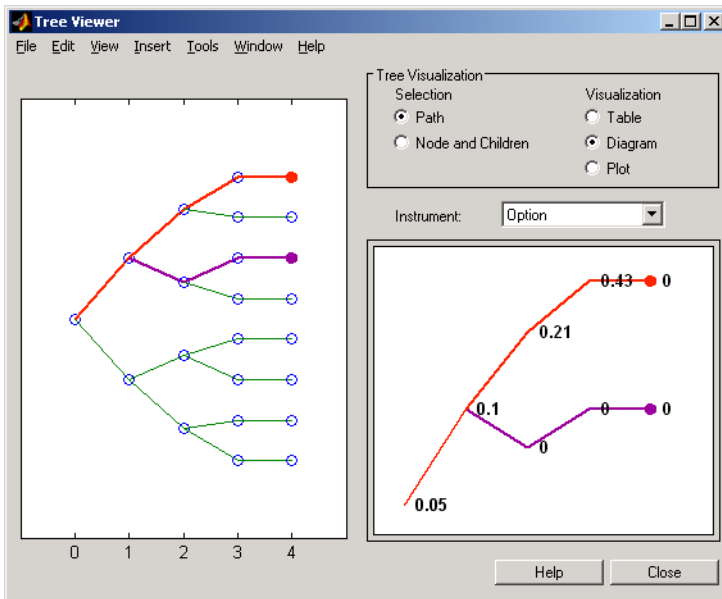 Tree Viewer
File Edit View Insert Tools Window Help
Tree Visualization
Selection
Visualization
Path
Table
Node and Children
Diagram
Plot
Instrument: Option
0.43 0
0.21
0.1 0 0
0
0.05
0 1 2 3 4
Help Close